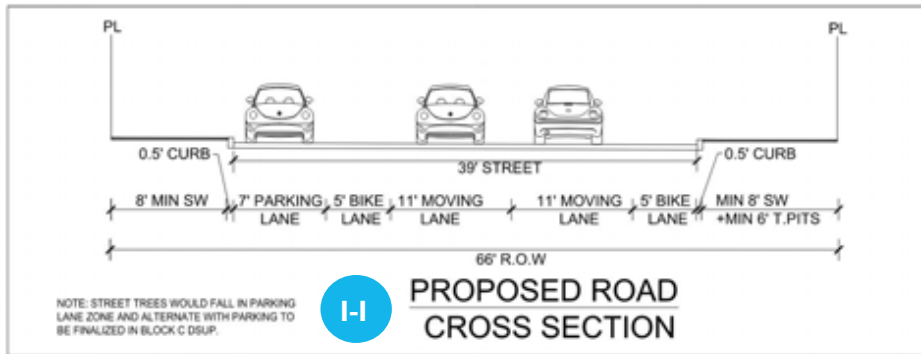 PL
PL
0.5' CURB
0.5' CURB
39' STREET
8' MIN SW
7' PARKING
LANE
5' BIKE
LANE
11' MOVING
LANE
11' MOVING
LANE
5' BIKE
LANE
MIN 8' SW
+MIN 6' T.PITS
66' R.O.W
NOTE: STREET TREES WOULD FALL IN PARKING
LANE ZONE AND ALTERNATE WITH PARKING TO
BE FINALIZED IN BLOCK C DSUP.
I-I
PROPOSED ROAD
CROSS SECTION